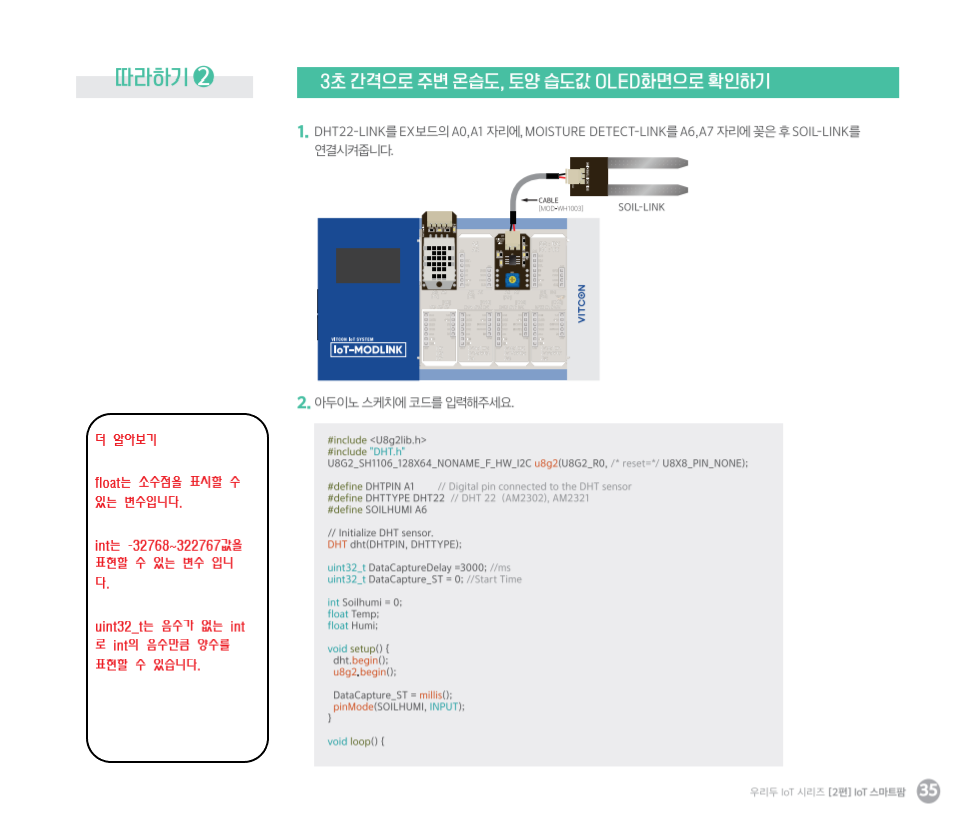 따라하기 2
3초 간격으로 주변 온습도, 토양 습도값 OLED화면으로 확인하기
1. DHT22-LINK를 EX보드의 A0,A1 자리에, MOISTURE DETECT-LINK를 A6,A7 자리에 꽂은 후 SOIL-LINK를
연결시켜줍니다.
CABLE
(MOD-WH1003)
SOIL-LINK
VITCON
VITCON IoT SYSTEM
IoT-MODLINK
2. 아두이노 스케치에 코드를 입력해주세요.
더 알아보기
float는 소수점을 표시할 수
있는 변수입니다.
int는 -32768~322767값을
표현할 수 있는 변수 입니
다.
uint32_t는 음수가 없는 int
로 int의 음수만큼 양수를
표현할 수 있습니다.
#include <U8g2lib.h>
#include "DHT.h"
U8G2_SH1106_128X64_NONAME_F_HW_I2C u8g2(U8G2_R0, /* reset=*/ U8X8_PIN_NONE);
#define DHTPIN A1 // Digital pin connected to the DHT sensor
#define DHTTYPE DHT22 // DHT 22 (AM2302), AM2321
#define SOILHUMI A6
// Initialize DHT sensor.
DHT dht(DHTPIN, DHTTYPE);
uint32_t DataCaptureDelay =3000; //ms
uint32_t DataCapture_ST = 0; //Start Time
int Soilhumi = 0;
float Temp;
float Humi;
void setup() {
dht.begin();
u8g2.begin();
DataCapture_ST = millis();
pinMode(SOILHUMI, INPUT);
}
void loop() {
우리두 IoT 시리즈 [2편] IoT 스마트팜 35